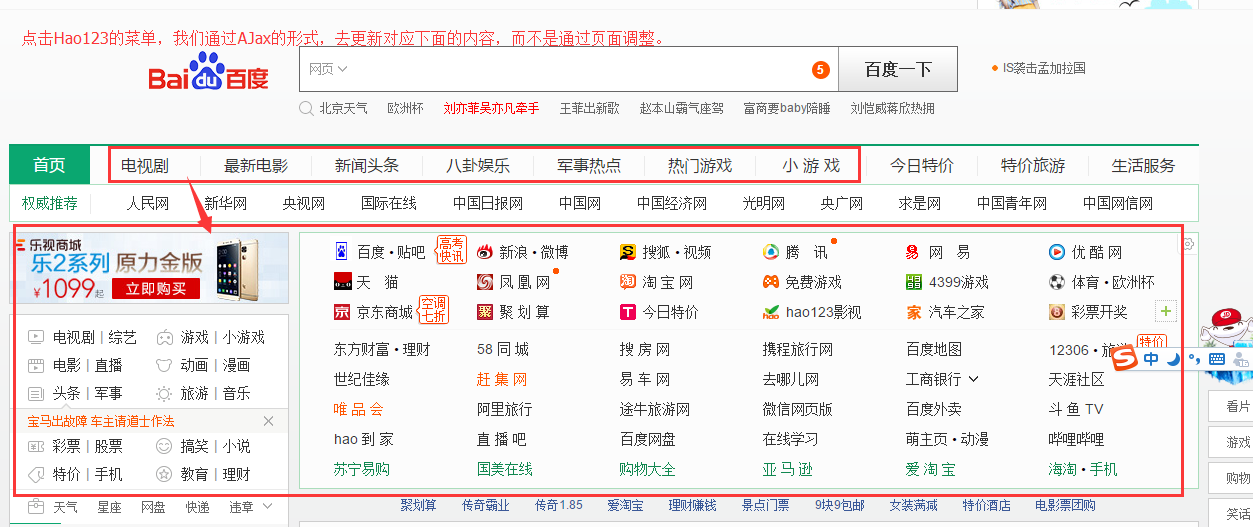 点击Hao123的菜单，我们通过AJax的形式，去更新对应下面的内容，而不是通过页面调整。
Bai du 百度 网页 5 百度一下 IS袭击孟加拉国
北京天气 欧洲杯 刘亦菲吴亦凡牵手 王菲出新歌 赵本山霸气座驾 富商要baby陪睡 刘恺威蒋欣热拥
首页 电视剧 最新电影 新闻头条 八卦娱乐 军事热点 热门游戏 小游戏 今日特价 特价旅游 生活服务
权威推荐 人民网 新华网 央视网 国际在线 中国日报网 中国网 中国经济网 光明网 央广网 求是网 中国青年网 中国网信网
乐视商城
乐2系列 原力金版
¥1099起 立即购买
百度·贴吧 高考快讯 新浪·微博 搜狐·视频 腾 讯 网 易 优酷网
天 猫 凤凰网 淘宝网 免费游戏 4399游戏 体育·欧洲杯
京东商城 空调七折 聚划算 今日特价 hao123影视 汽车之家 彩票开奖
电视剧 | 综艺 游戏 | 小游戏
电影 | 直播 动画 | 漫画
头条 | 军事 旅游 | 音乐
宝马出故障 车主请道士作法
彩票 | 股票 搞笑 | 小说
特价 | 手机 教育 | 理财
天气 星座 网盘 快递 违章
东方财富·理财 58同城 搜房网 携程旅行网 百度地图 12306·旅游 特价
世纪佳缘 赶集网 易车网 去哪儿网 工商银行 天涯社区
唯品会 阿里旅行 途牛旅游网 微信网页版 百度外卖 斗鱼TV
hao到家 直播吧 百度网盘 在线学习 萌主页·动漫 哔哩哔哩
苏宁易购 国美在线 购物大全 亚马逊 爱淘宝 海淘·手机
聚划算 传奇霸业 传奇1.85 爱淘宝 理财赚钱 景点门票 9块9包邮 女装满减 特价酒店 电影票团购
中
看片
游戏
购物
笑话